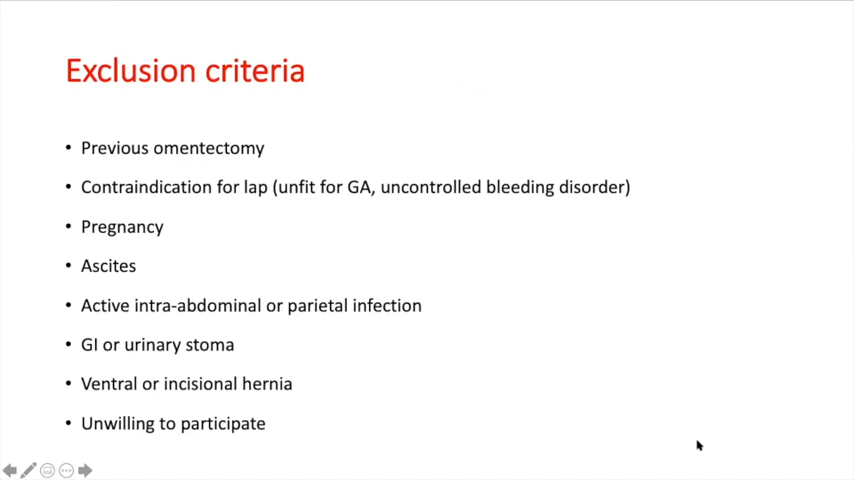 Exclusion criteria
• Previous omentectomy
• Contraindication for lap (unfit for GA, uncontrolled bleeding disorder)
• Pregnancy
• Ascites
• Active intra-abdominal or parietal infection
• GI or urinary stoma
• Ventral or incisional hernia
• Unwilling to participate